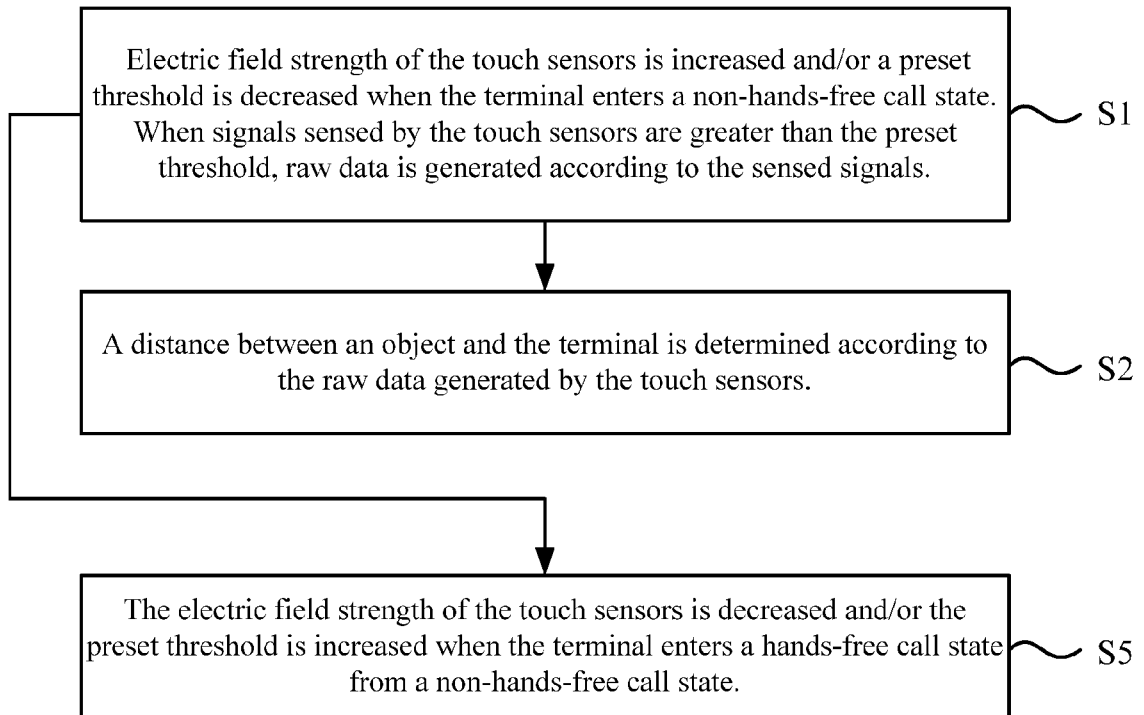 Electric field strength of the touch sensors is increased and/or a preset
threshold is decreased when the terminal enters a non-hands-free call state.
When signals sensed by the touch sensors are greater than the preset
threshold, raw data is generated according to the sensed signals.
S1
A distance between an object and the terminal is determined according to
the raw data generated by the touch sensors.
S2
The electric field strength of the touch sensors is decreased and/or the
preset threshold is increased when the terminal enters a hands-free call state
from a non-hands-free call state.
S5